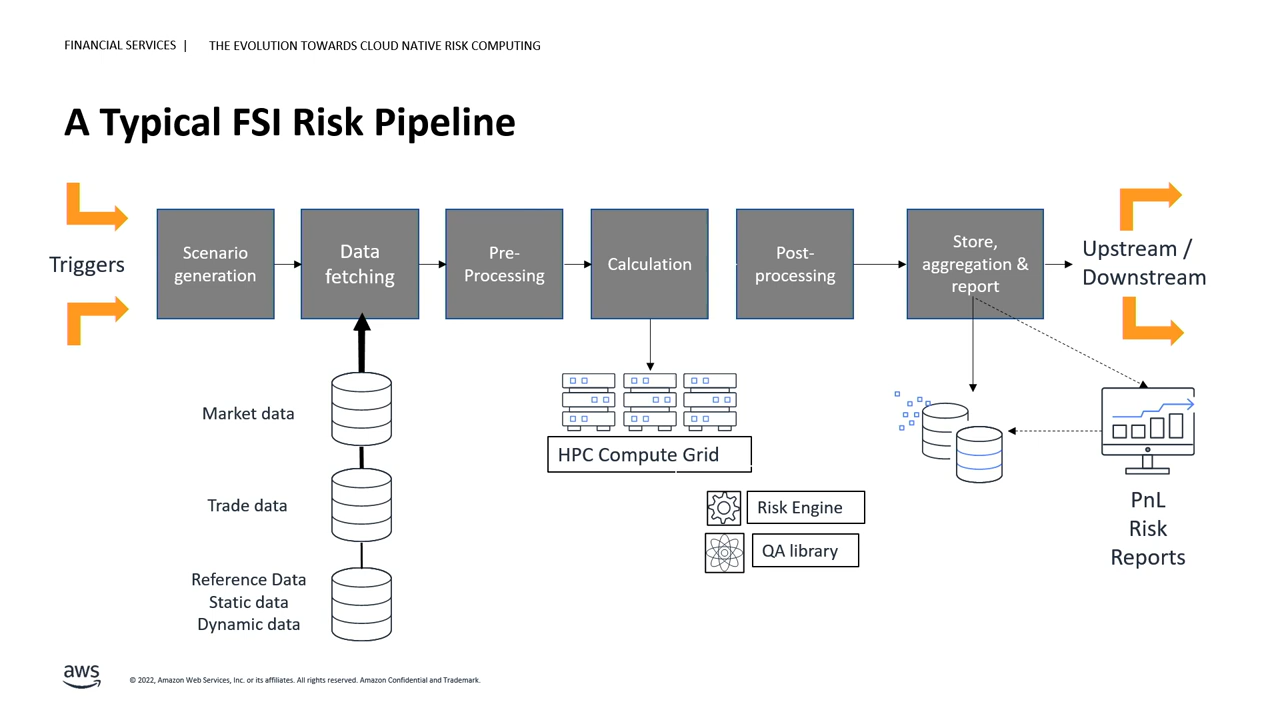 FINANCIAL SERVICES | THE EVOLUTION TOWARDS CLOUD NATIVE RISK COMPUTING
A Typical FSI Risk Pipeline
Triggers
Scenario
generation
Data
fetching
Pre-
Processing
Calculation
Post-
processing
Store,
aggregation &
report
Upstream /
Downstream
Market data
Trade data
Reference Data
Static data
Dynamic data
HPC Compute Grid
Risk Engine
QA library
PnL
Risk
Reports
aws
© 2022, Amazon Web Services, Inc. or its affiliates. All rights reserved. Amazon Confidential and Trademark.